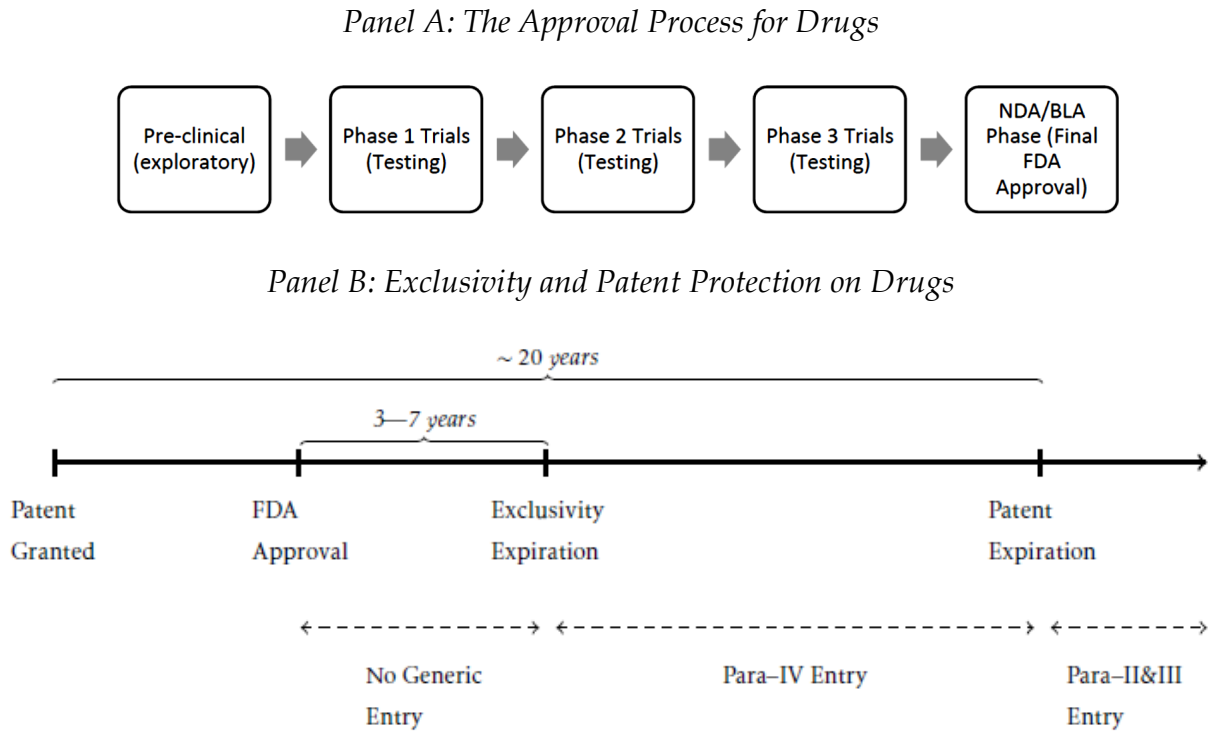 Panel A: The Approval Process for Drugs
Pre-clinical
(exploratory)
Phase 1 Trials
(Testing)
Phase 2 Trials
(Testing)
Phase 3 Trials
(Testing)
NDA/BLA
Phase (Final
FDA
Approval)
Panel B: Exclusivity and Patent Protection on Drugs
~ 20 years
3—7 years
Patent
Granted
FDA
Approval
Exclusivity
Expiration
Patent
Expiration
No Generic
Entry
Para–IV Entry
Para–II&III
Entry